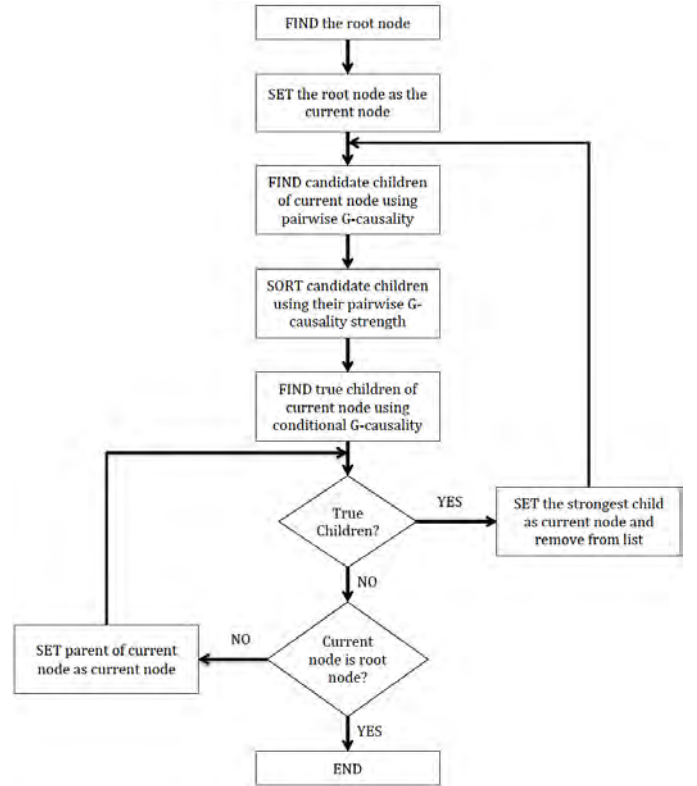 FIND the root node
SET the root node as the
current node
FIND candidate children
of current node using
pairwise G-causality
SORT candidate children
using their pairwise G-
causality strength
FIND true children of
current node using
conditional G-causality
True
Children?
YES
SET the strongest child
as current node and
remove from list
NO
Current
node is root
node?
NO
SET parent of current
node as current node
YES
END